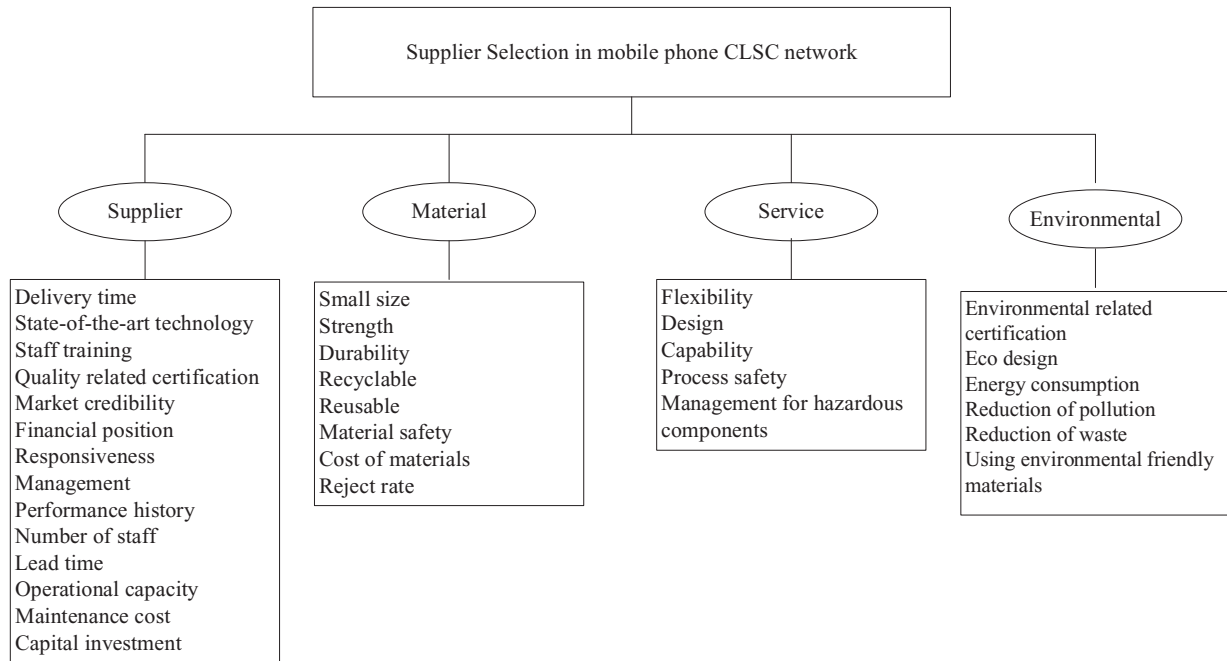 Supplier Selection in mobile phone CLSC network
Supplier
Material
Service
Environmental
Delivery time
State-of-the-art technology
Staff training
Quality related certification
Market credibility
Financial position
Responsiveness
Management
Performance history
Number of staff
Lead time
Operational capacity
Maintenance cost
Capital investment
Small size
Strength
Durability
Recyclable
Reusable
Material safety
Cost of materials
Reject rate
Flexibility
Design
Capability
Process safety
Management for hazardous
components
Environmental related
certification
Eco design
Energy consumption
Reduction of pollution
Reduction of waste
Using environmental friendly
materials